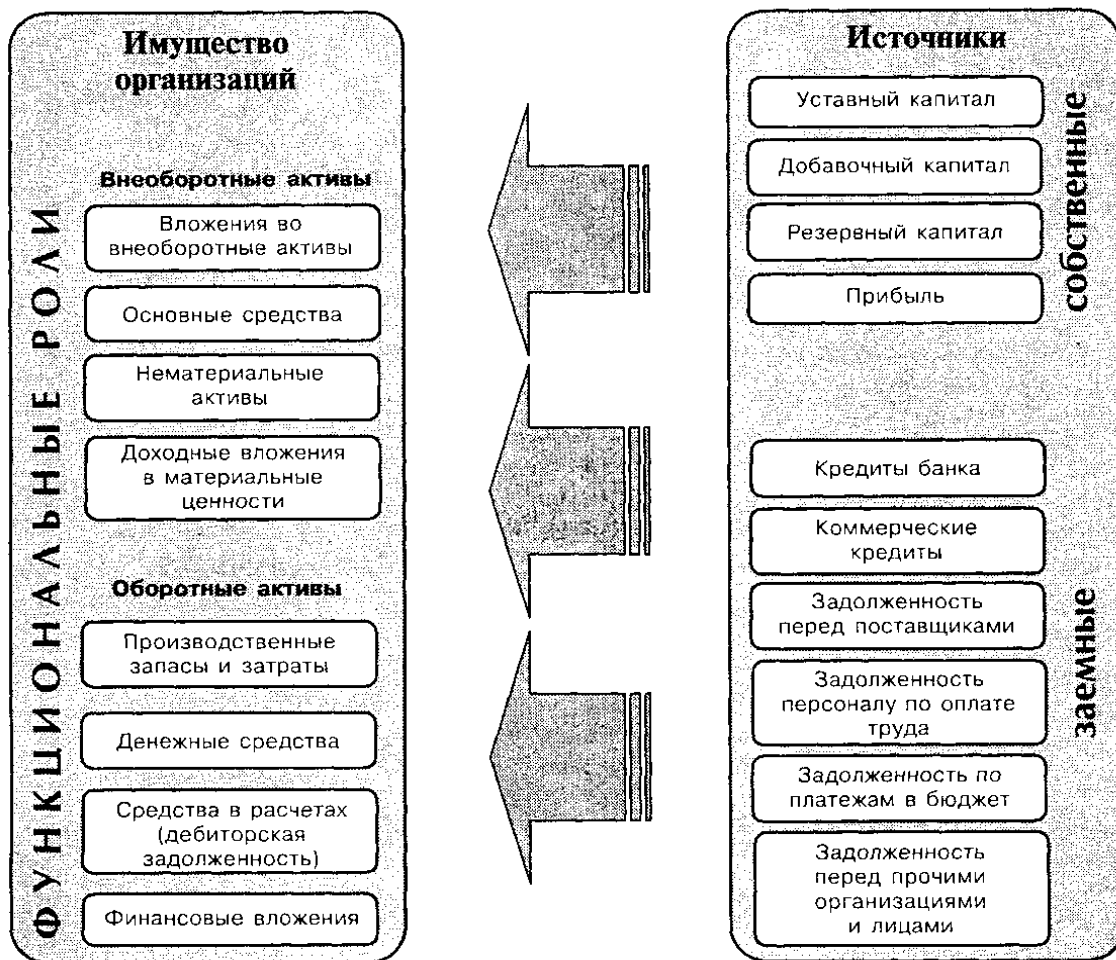 Имущество
организаций
ФУНКЦИОНАЛЬНЫЕ РОЛИ
Внеоборотные активы
Вложения во
внеоборотные активы
Основные средства
Нематериальные
активы
Доходные вложения
в материальные
ценности
Оборотные активы
Производственные
запасы и затраты
Денежные средства
Средства в расчетах
(дебиторская
задолженность)
Финансовые вложения
Источники
собственные
Уставный капитал
Добавочный капитал
Резервный капитал
Прибыль
заемные
Кредиты банка
Коммерческие
кредиты
Задолженность
перед поставщиками
Задолженность
персоналу по оплате
труда
Задолженность по
платежам в бюджет
Задолженность
перед прочими
организациями
и лицами